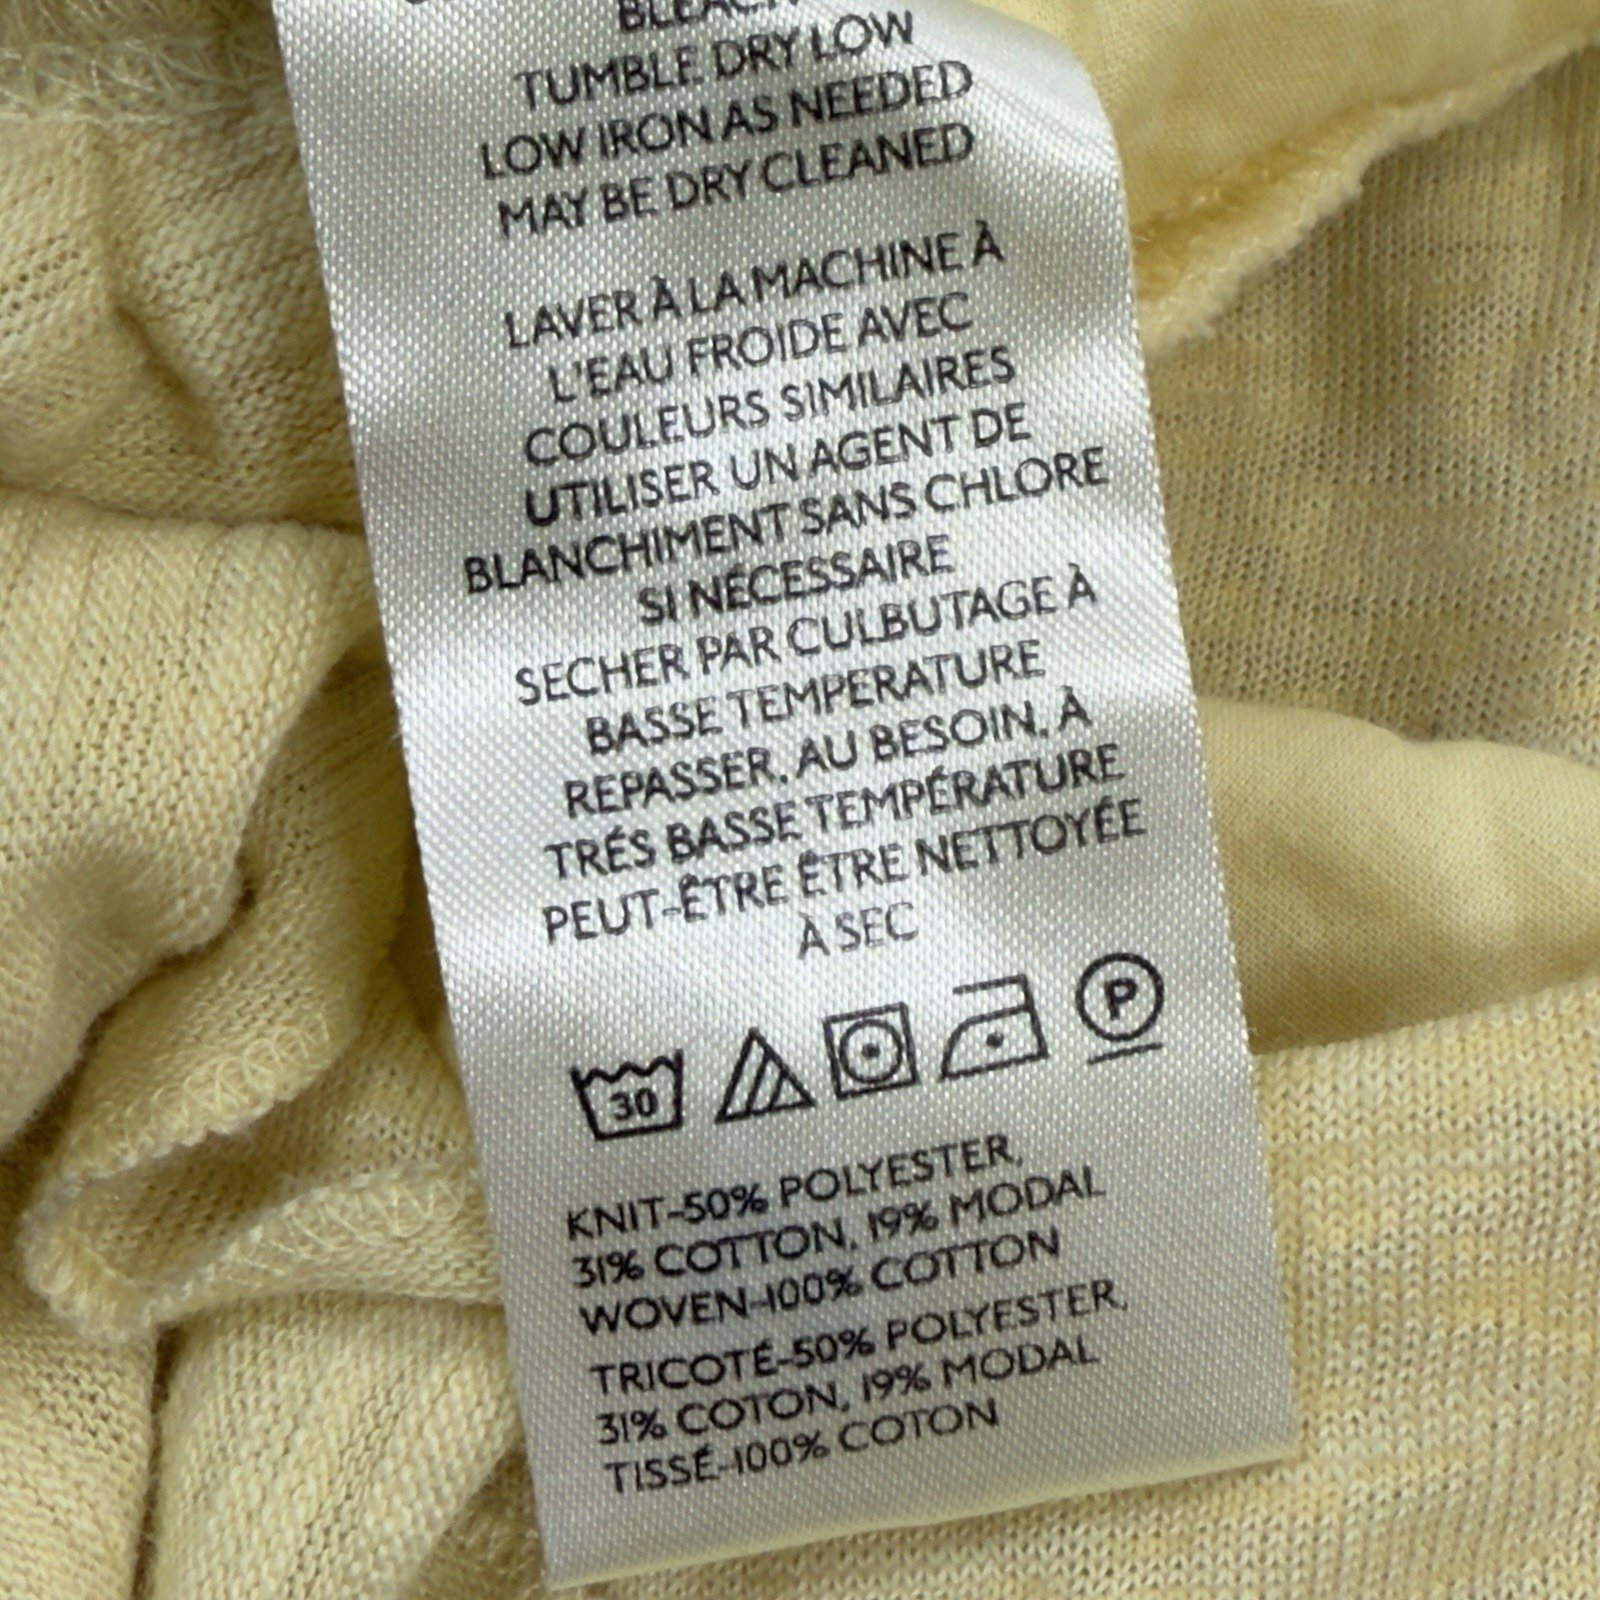 BLEACH
TUMBLE DRY LOW
LOW IRON AS NEEDED
MAY BE DRY CLEANED
LAVER À LA MACHINE À
L'EAU FROIDE AVEC
COULEURS SIMILAIRES
UTILISER UN AGENT DE
BLANCHIMENT SANS CHLORE
SI NÉCESSAIRE
SECHER PAR CULBUTAGE À
BASSE TEMPERATURE
REPASSER, AU BESOIN, À
TRÉS BASSE TEMPÉRATURE
PEUT-ÊTRE ÊTRE NETTOYÉE
À SEC
30 P
KNIT-50% POLYESTER,
31% COTTON, 19% MODAL
WOVEN-100% COTTON
TRICOTÉ-50% POLYESTER,
31% COTON, 19% MODAL
TISSÉ-100% COTON